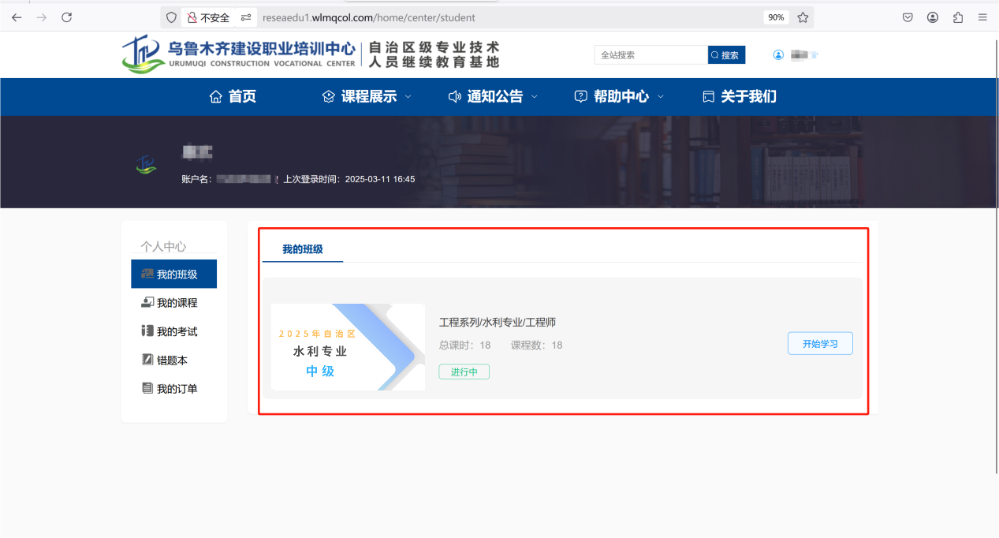 不安全
reseaedu1.wlmqcol.com/home/center/student
90%
乌鲁木齐建设职业培训中心
URUMUQI CONSTRUCTION VOCATIONAL CENTER
自治区级专业技术
人员继续教育基地
全站搜索
搜索
首页
课程展示
通知公告
帮助中心
关于我们
账户名：
| 上次登录时间：2025-03-11 16:45
个人中心
我的班级
我的课程
我的考试
错题本
我的订单
我的班级
2025年自治区
水利专业
中级
工程系列/水利专业/工程师
总课时：18 课程数：18
进行中
开始学习